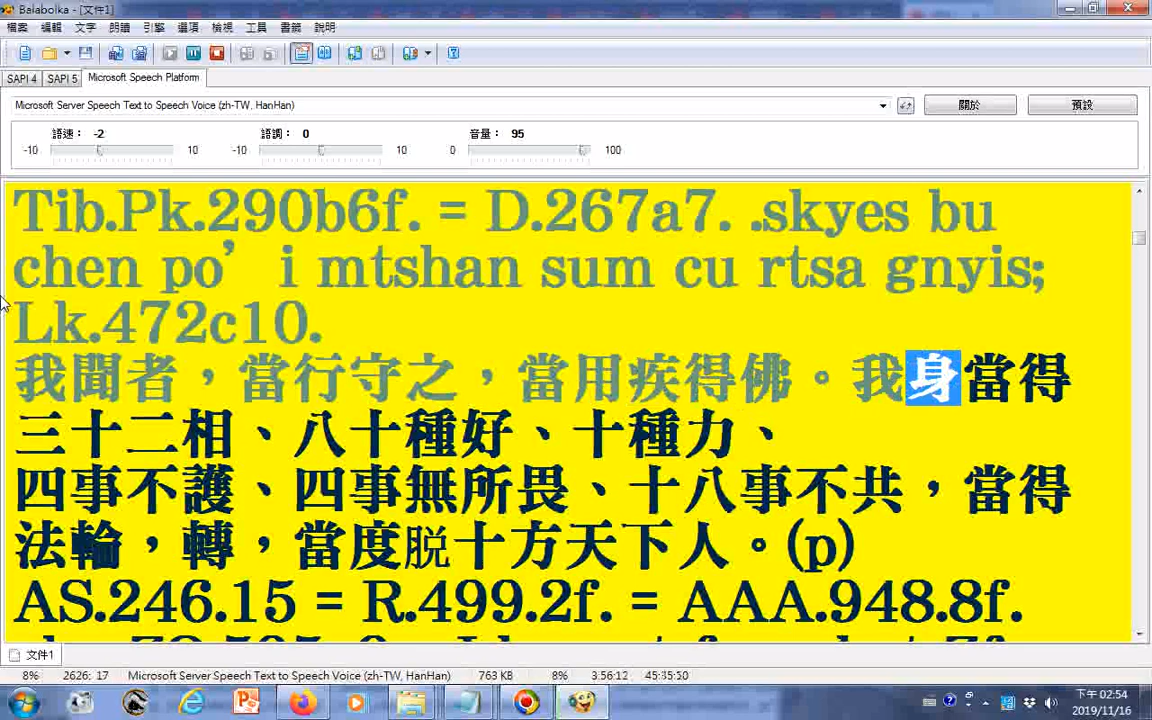 Balabolka - [文件1]
檔案 編輯 文字 朗讀 引擎 選項 檢視 工具 書籤 說明
SAPI 4 SAPI 5 Microsoft Speech Platform
Microsoft Server Speech Text to Speech Voice (zh-TW, HanHan) 關於 預設
語速： -2 語調： 0 音量： 95
-10 10 -10 10 0 100
Tib.Pk.290b6f. = D.267a7. .skyes bu
chen po’i mtshan sum cu rtsa gnyis;
Lk.472c10.
我聞者，當行守之，當用疾得佛。我身當得
三十二相、八十種好、十種力、
四事不護、四事無所畏、十八事不共，當得
法輪，轉，當度脱十方天下人。(p)
AS.246.15 = R.499.2f. = AAA.948.8f.
文件1
8% 2626: 17 Microsoft Server Speech Text to Speech Voice (zh-TW, HanHan) 763 KB 8% 3:56:12 45:35:50
下午 02:54
2019/11/16